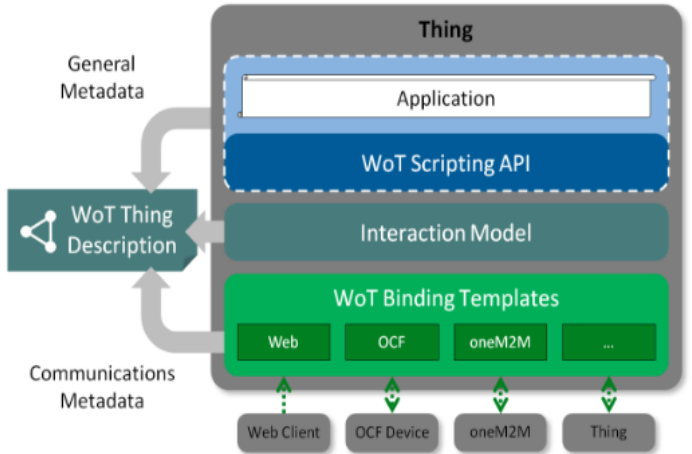 Thing
General
Metadata
Application
WoT Scripting API
WoT Thing
Description
Interaction Model
WoT Binding Templates
Web
OCF
oneM2M
...
Communications
Metadata
Web Client
OCF Device
oneM2M
Thing